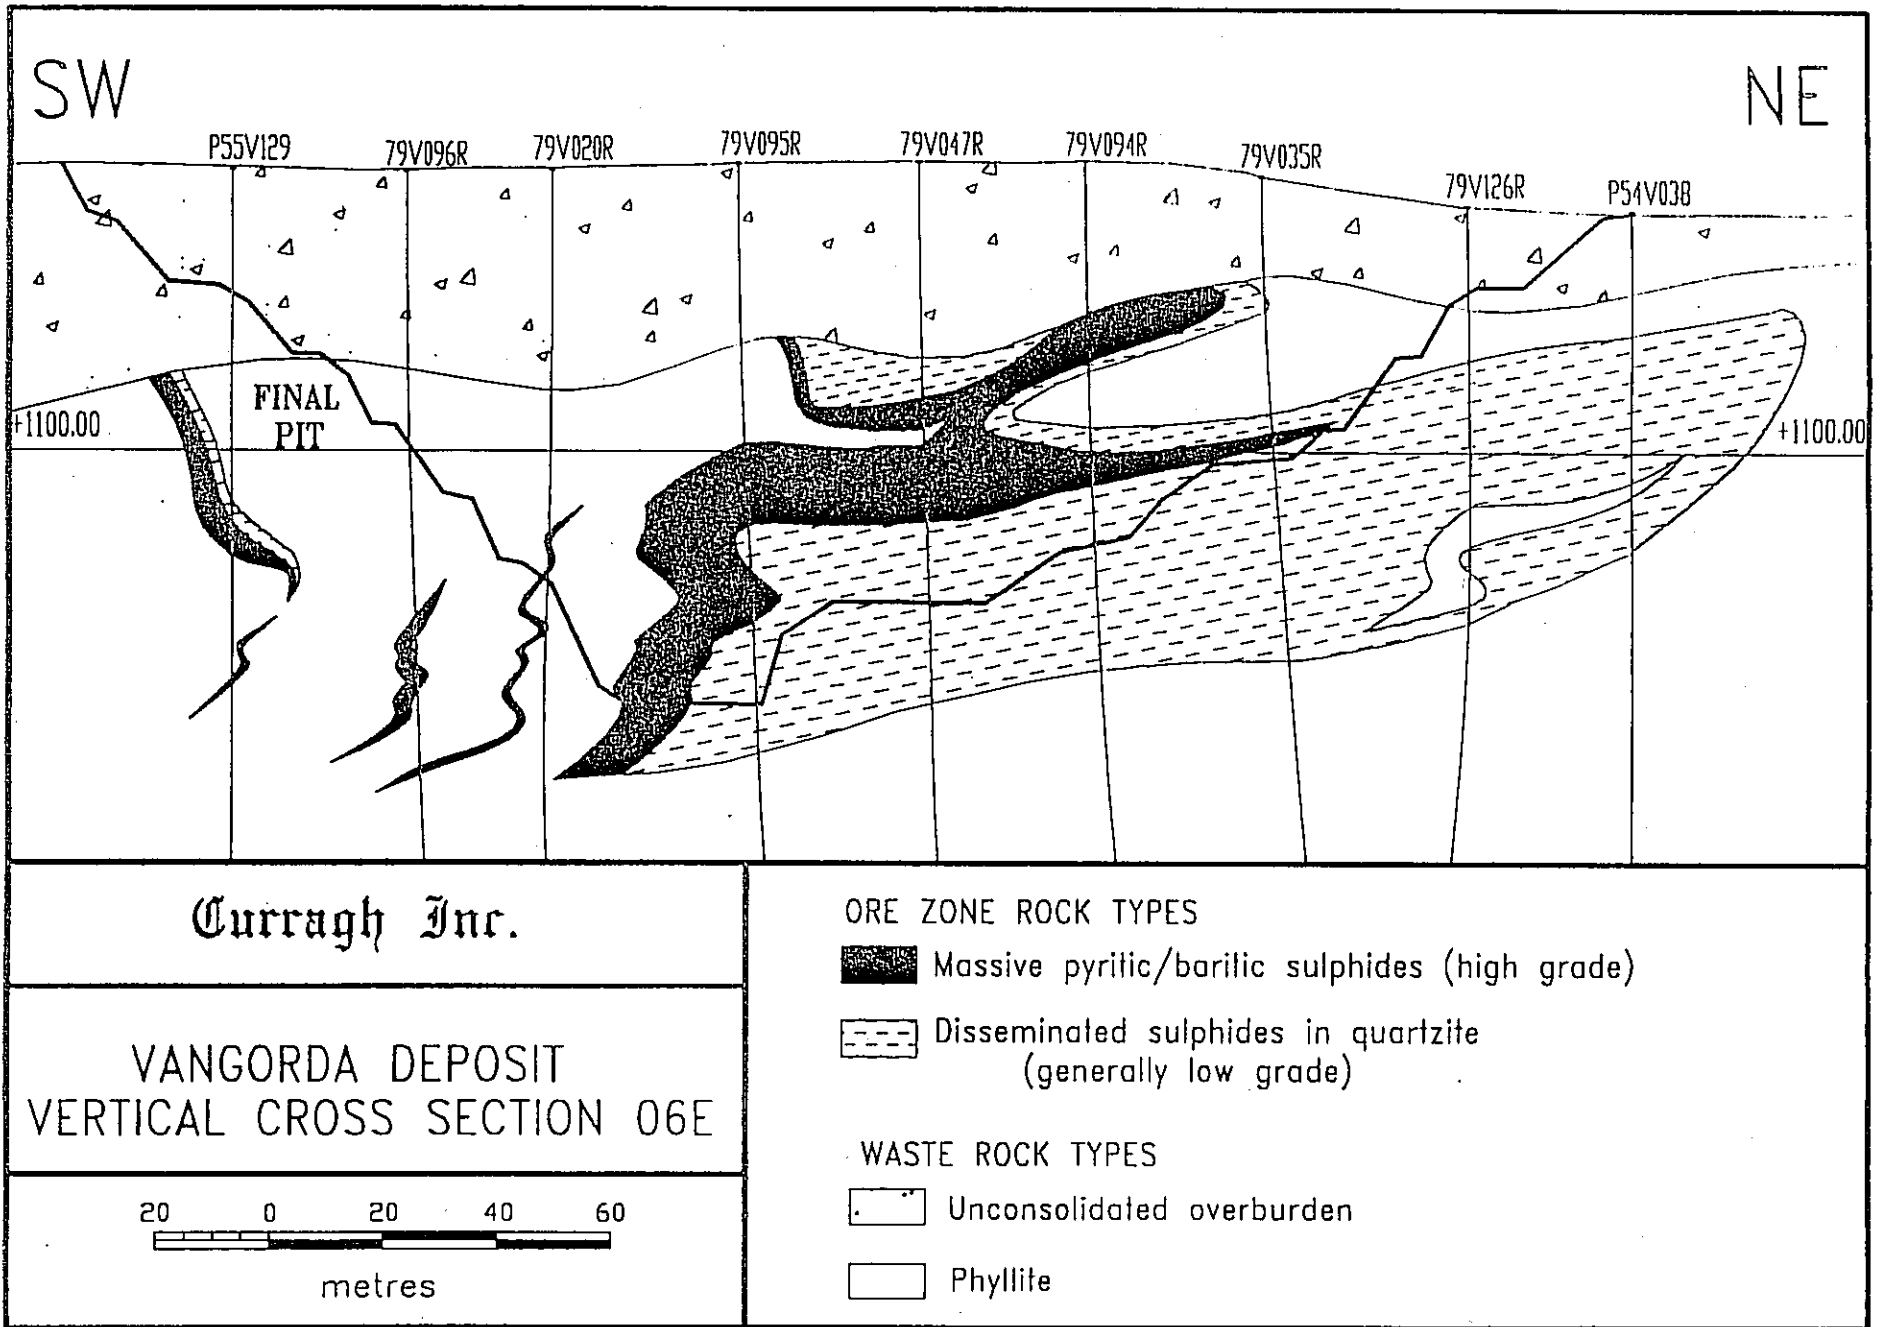 SW
NE
P55V129
79V096R
79V020R
79V095R
79V047R
79V094R
79V035R
79V126R
P54V038
FINAL
PIT
+1100.00
+1100.00
Curragh Inc.
VANGORDA DEPOSIT
VERTICAL CROSS SECTION 06E
20 0 20 40 60
metres
ORE ZONE ROCK TYPES
Massive pyritic/baritic sulphides (high grade)
Disseminated sulphides in quartzite
(generally low grade)
WASTE ROCK TYPES
Unconsolidated overburden
Phyllite